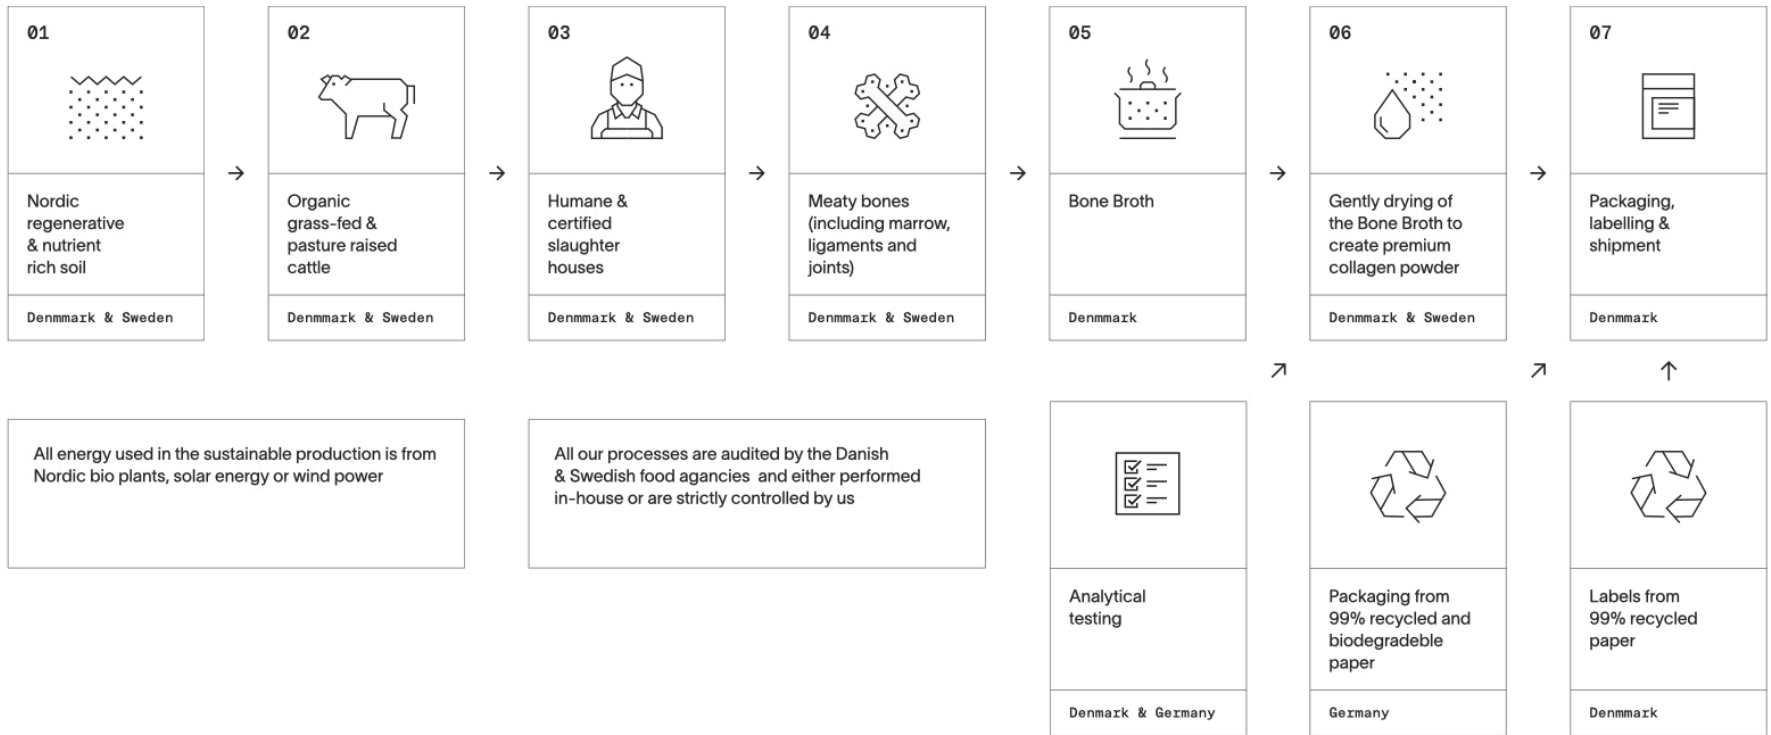 01
Nordic
regenerative
& nutrient
rich soil
Denmmark & Sweden
02
Organic
grass-fed &
pasture raised
cattle
Denmmark & Sweden
03
Humane &
certified
slaughter
houses
Denmmark & Sweden
04
Meaty bones
(including marrow,
ligaments and
joints)
Denmmark & Sweden
05
Bone Broth
Denmmark
06
Gently drying of
the Bone Broth to
create premium
collagen powder
Denmmark & Sweden
07
Packaging,
labelling &
shipment
Denmmark
All energy used in the sustainable production is from
Nordic bio plants, solar energy or wind power
All our processes are audited by the Danish
& Swedish food agancies  and either performed
in-house or are strictly controlled by us
Analytical
testing
Denmark & Germany
Packaging from
99% recycled and
biodegradeble
paper
Germany
Labels from
99% recycled
paper
Denmmark